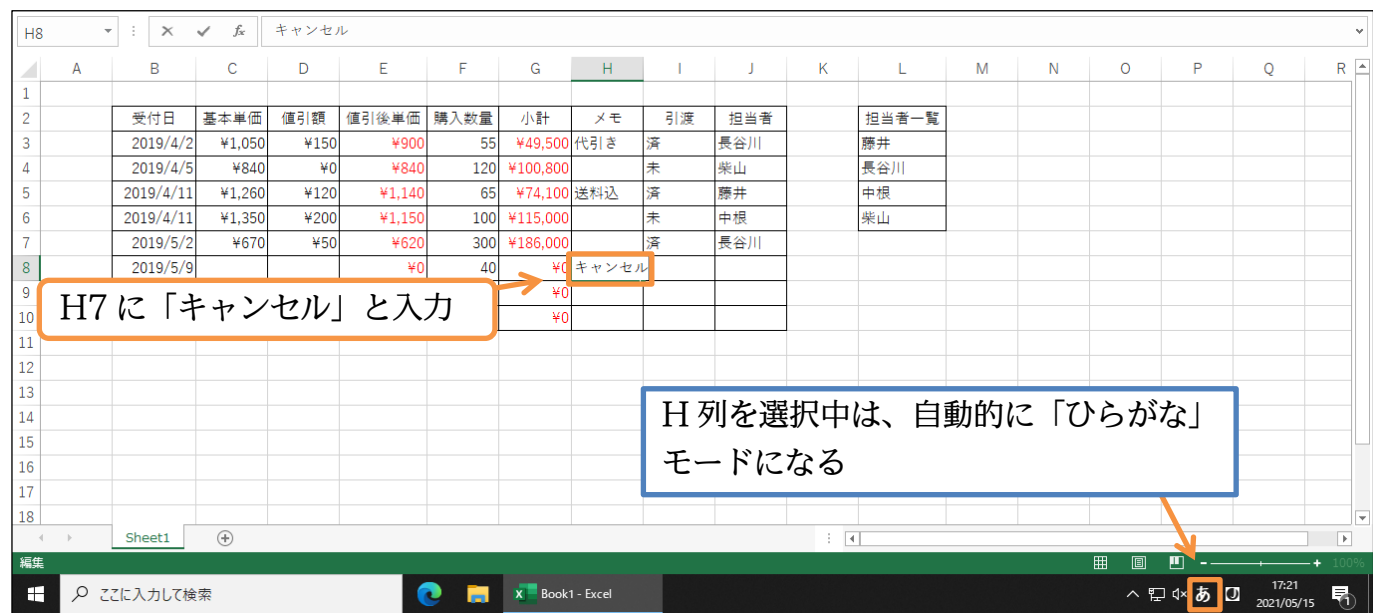 H8 fx キャンセル
A B C D E F G H I J K L M N O P Q R
1
2 受付日 基本単価 値引額 値引後単価 購入数量 小計 メモ 引渡 担当者 担当者一覧
3 2019/4/2 ¥1,050 ¥150 ¥900 55 ¥49,500 代引き 済 長谷川 藤井
4 2019/4/5 ¥840 ¥0 ¥840 120 ¥100,800 未 柴山 長谷川
5 2019/4/11 ¥1,260 ¥120 ¥1,140 65 ¥74,100 送料込 済 藤井 中根
6 2019/4/11 ¥1,350 ¥200 ¥1,150 100 ¥115,000 未 中根 柴山
7 2019/5/2 ¥670 ¥50 ¥620 300 ¥186,000 済 長谷川
8 2019/5/9 ¥0 40 ¥0 キャンセル
9 ¥0
H7 に「キャンセル」と入力
10 ¥0
11
12
13
14
H 列を選択中は、自動的に「ひらがな」
15
16
モードになる
17
18
Sheet1
編集 100%
ここに入力して検索 Book1 - Excel あ 17:21
2021/05/15 1